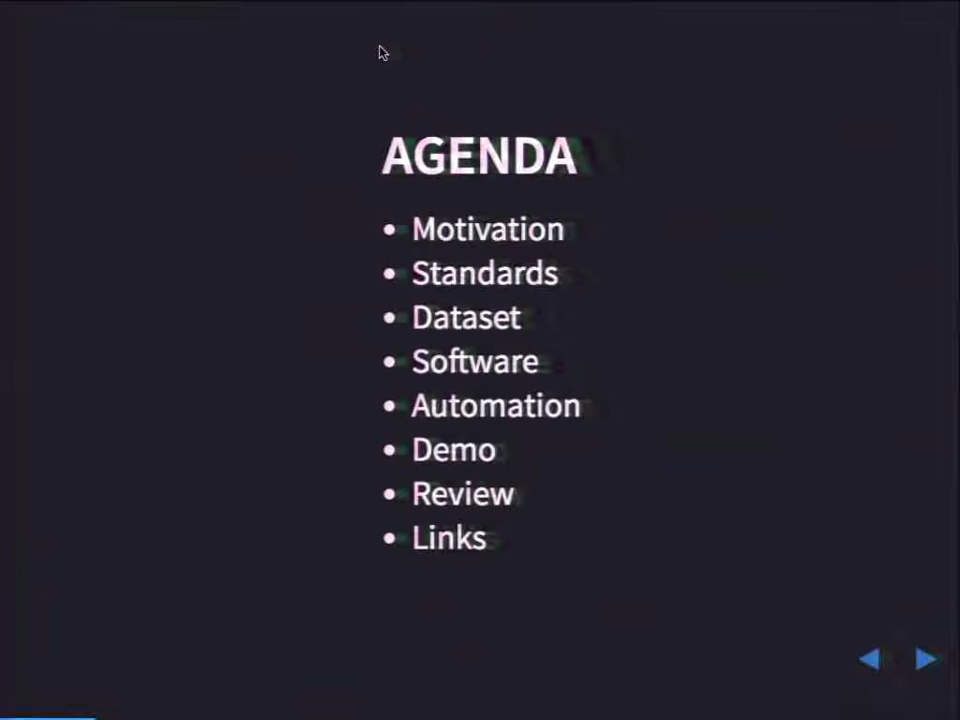 AGENDA
• Motivation
• Standards
• Dataset
• Software
• Automation
• Demo
• Review
• Links